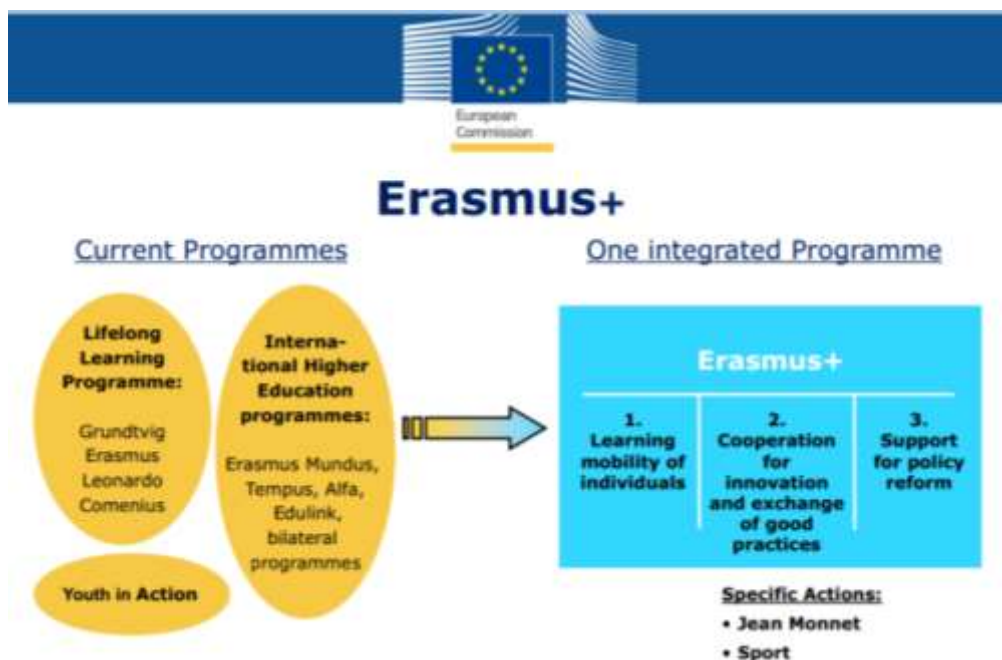 European
Commission
Erasmus+
Current Programmes
Lifelong
Learning
Programme:
Grundtvig
Erasmus
Leonardo
Comenius
Interna-
tional Higher
Education
programmes:
Erasmus Mundus,
Tempus, Alfa,
Edulink,
bilateral
programmes
Youth in Action
One integrated Programme
Erasmus+
1.
Learning
mobility of
individuals
2.
Cooperation
for
innovation
and exchange
of good
practices
3.
Support
for policy
reform
Specific Actions:
• Jean Monnet
• Sport